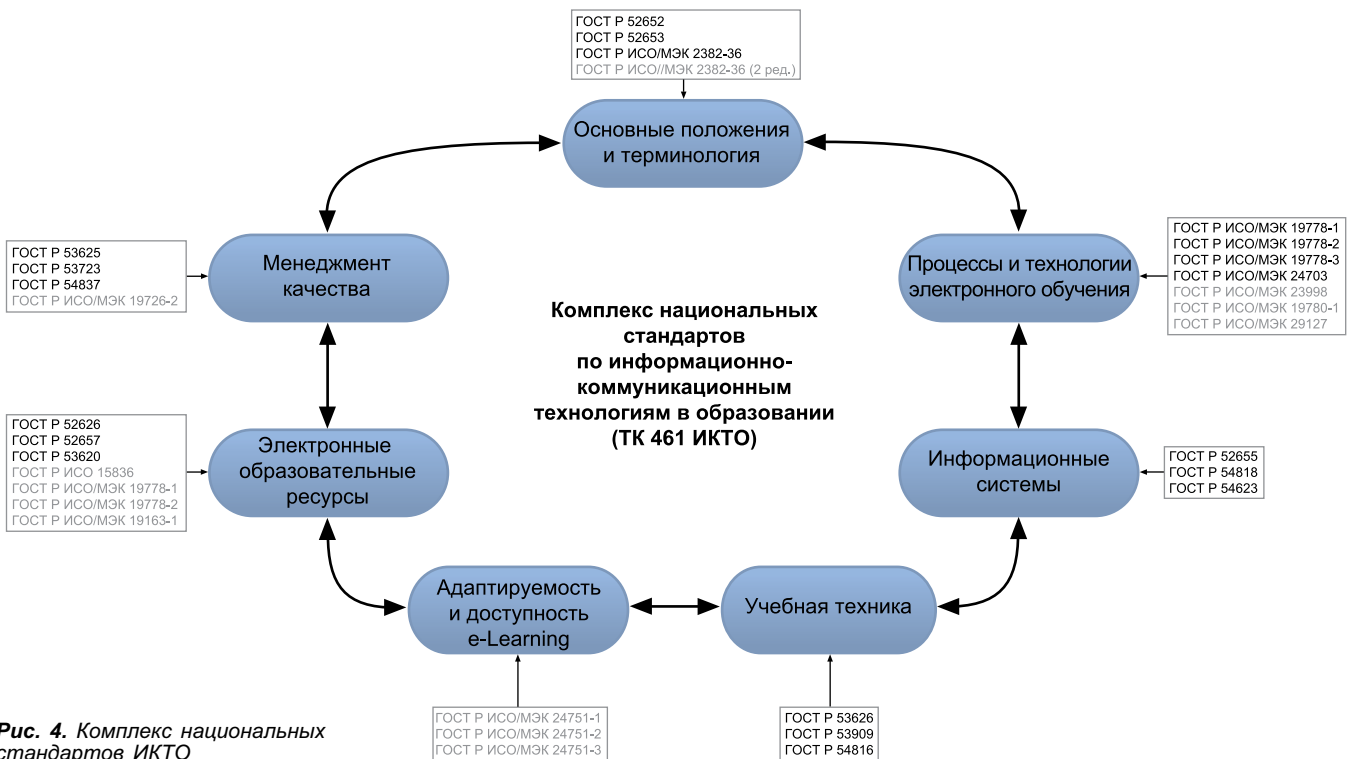 ГОСТ Р 52652
ГОСТ Р 52653
ГОСТ Р ИСО/МЭК 2382-36
ГОСТ Р ИСО//МЭК 2382-36 (2 ред.)
Основные положения
и терминология
Менеджмент
качества
ГОСТ Р 53625
ГОСТ Р 53723
ГОСТ Р 54837
ГОСТ Р ИСО/МЭК 19726-2
Процессы и технологии
электронного обучения
ГОСТ Р ИСО/МЭК 19778-1
ГОСТ Р ИСО/МЭК 19778-2
ГОСТ Р ИСО/МЭК 19778-3
ГОСТ Р ИСО/МЭК 24703
ГОСТ Р ИСО/МЭК 23998
ГОСТ Р ИСО/МЭК 19780-1
ГОСТ Р ИСО/МЭК 29127
Комплекс национальных
стандартов
по информационно-
коммуникационным
технологиям в образовании
(ТК 461 ИКТО)
ГОСТ Р 52626
ГОСТ Р 52657
ГОСТ Р 53620
ГОСТ Р ИСО 15836
ГОСТ Р ИСО/МЭК 19778-1
ГОСТ Р ИСО/МЭК 19778-2
ГОСТ Р ИСО/МЭК 19163-1
Электронные
образовательные
ресурсы
Информационные
системы
ГОСТ Р 52655
ГОСТ Р 54818
ГОСТ Р 54623
Адаптируемость
и доступность
e-Learning
Учебная техника
ГОСТ Р ИСО/МЭК 24751-1
ГОСТ Р ИСО/МЭК 24751-2
ГОСТ Р ИСО/МЭК 24751-3
ГОСТ Р 53626
ГОСТ Р 53909
ГОСТ Р 54816
Рис. 4. Комплекс национальных
стандартов ИКТО